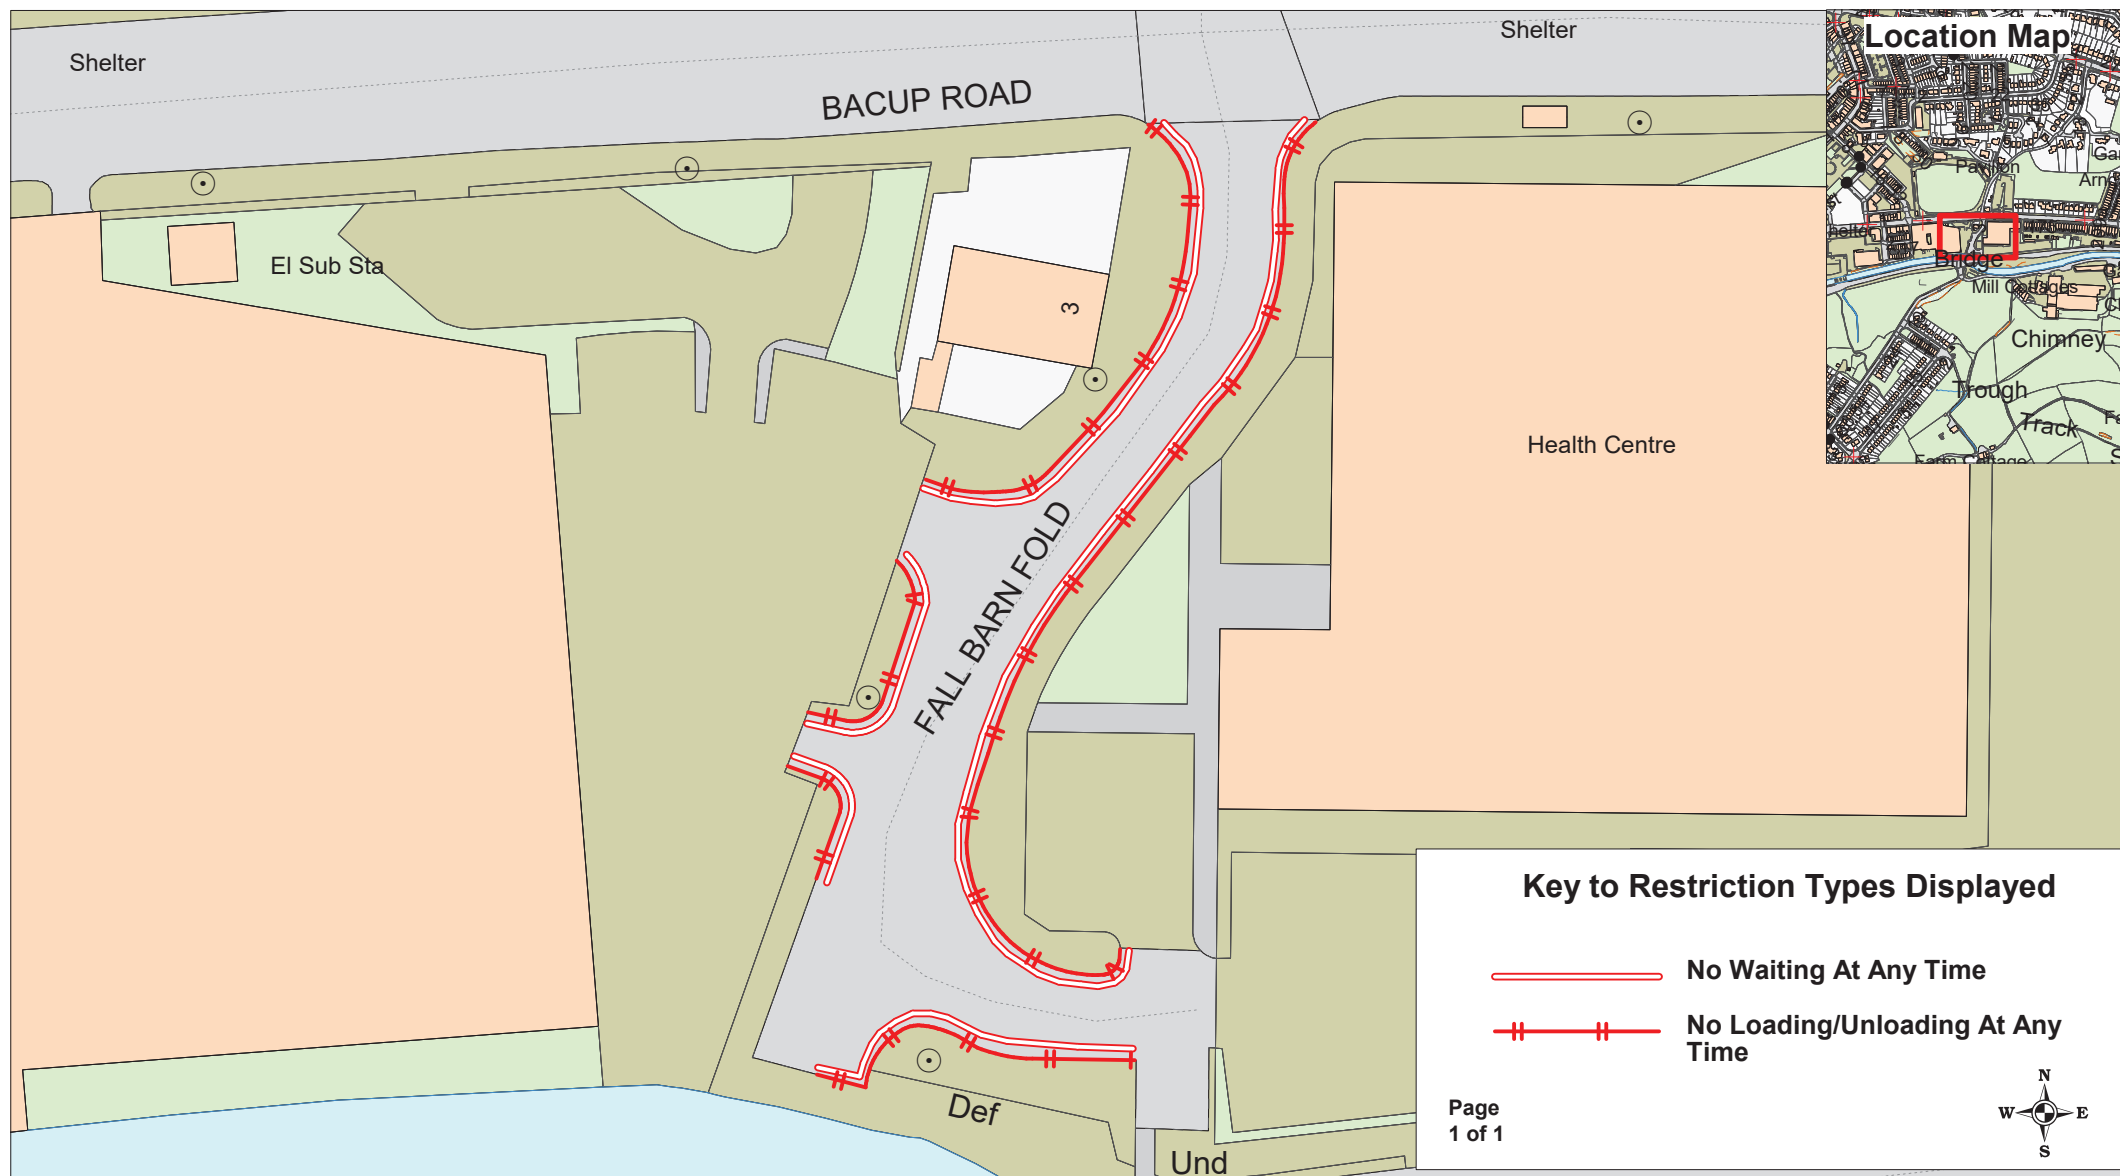 Shelter
BACUP ROAD
Shelter
El Sub Sta
3
Health Centre
FALL BARN FOLD
Def
Und
Location Map
Pavilion
Bridge
Mill Cottages
Chimney
Trough
Track
Farm Cottage
Key to Restriction Types Displayed
No Waiting At Any Time
No Loading/Unloading At Any
Time
Page
1 of 1
N
W E
S